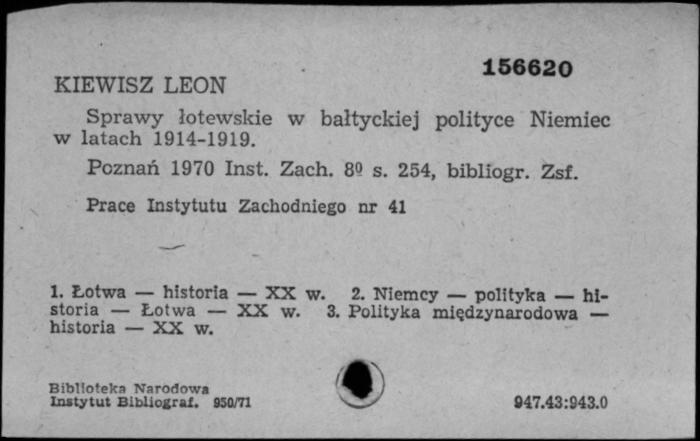 156620
KIEWISZ LEON
Sprawy łotewskie w bałtyckiej polityce Niemiec
w latach 1914-1919.
Poznań 1970 Inst. Zach. 8º s. 254, bibliogr. Zsf.
Prace Instytutu Zachodniego nr 41
1. Łotwa — historia — XX w. 2. Niemcy — polityka — hi-
storia — Łotwa — XX w. 3. Polityka międzynarodowa —
historia — XX w.
Biblioteka Narodowa
Instytut Bibliograf. 950/71
947.43:943.0